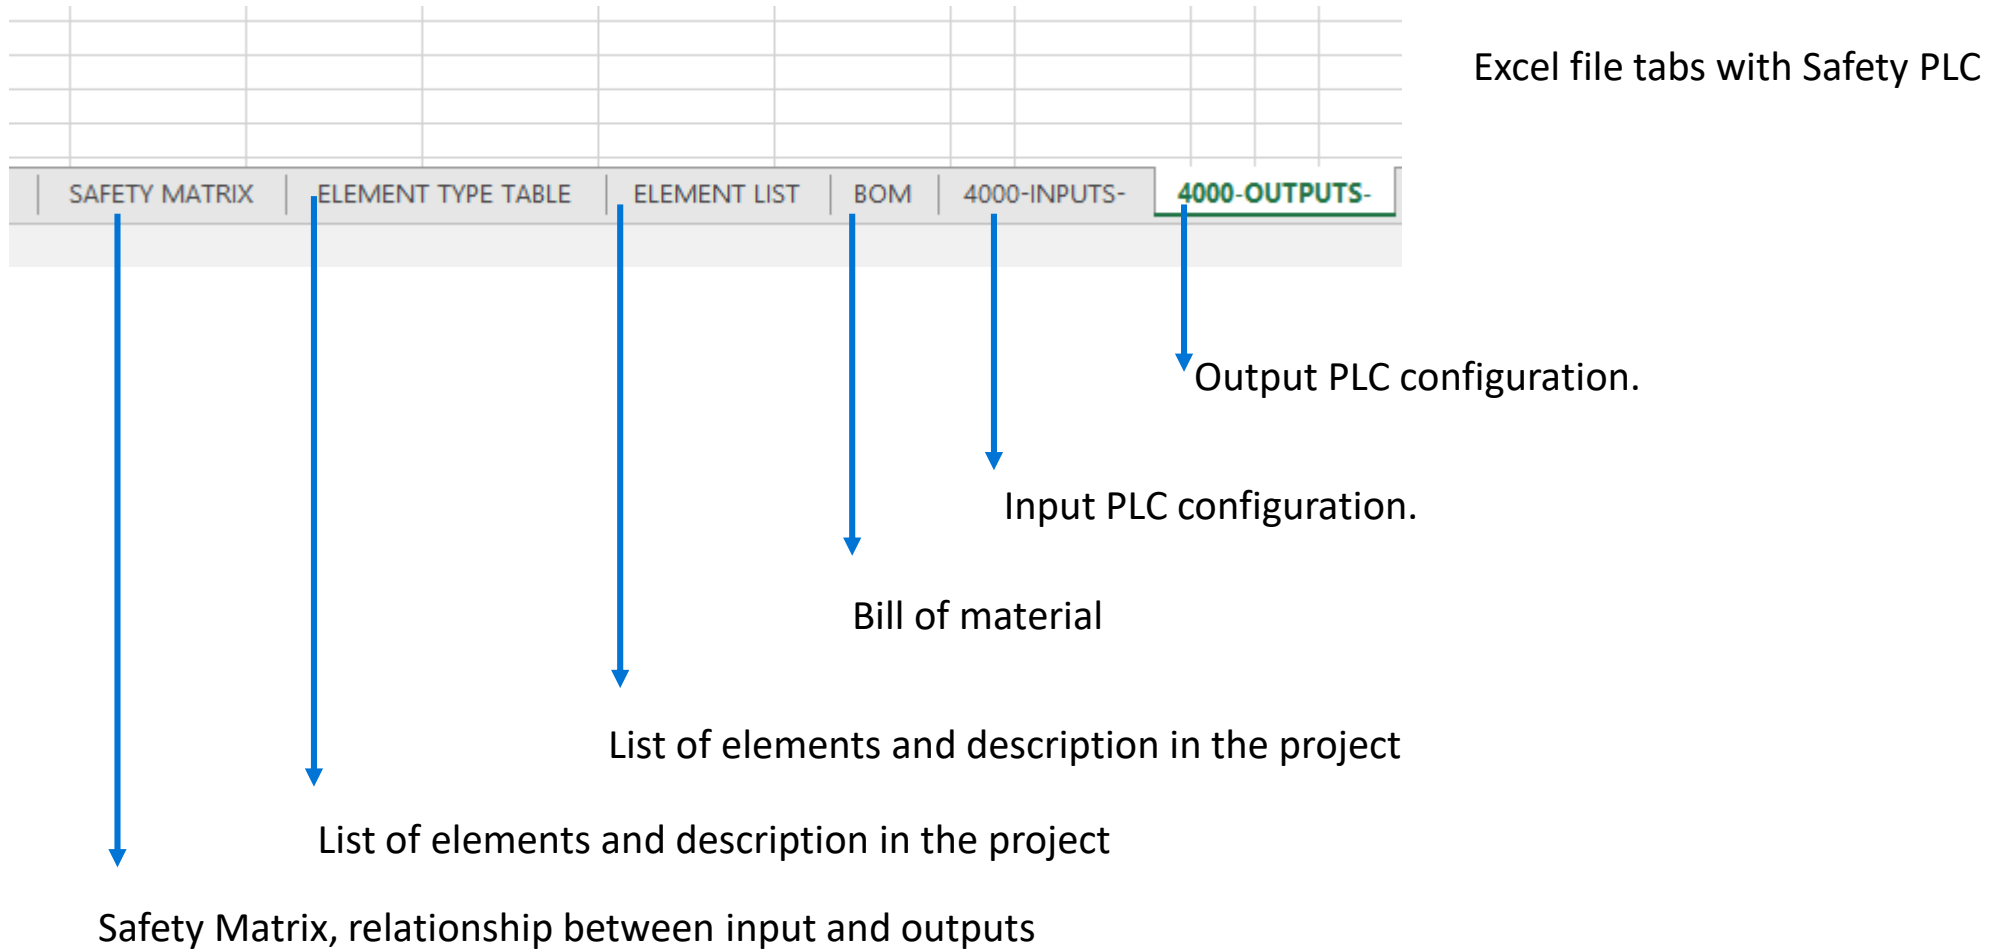 Excel file tabs with Safety PLC
SAFETY MATRIX
ELEMENT TYPE TABLE
ELEMENT LIST
BOM
4000-INPUTS-
4000-OUTPUTS-
Output PLC configuration.
Input PLC configuration.
Bill of material
List of elements and description in the project
List of elements and description in the project
Safety Matrix, relationship between input and outputs